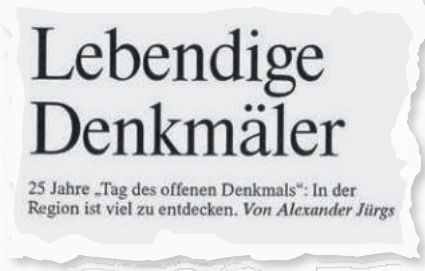 Lebendige
Denkmäler
25 Jahre „Tag des offenen Denkmals“: In der
Region ist viel zu entdecken. Von Alexander Jürgs